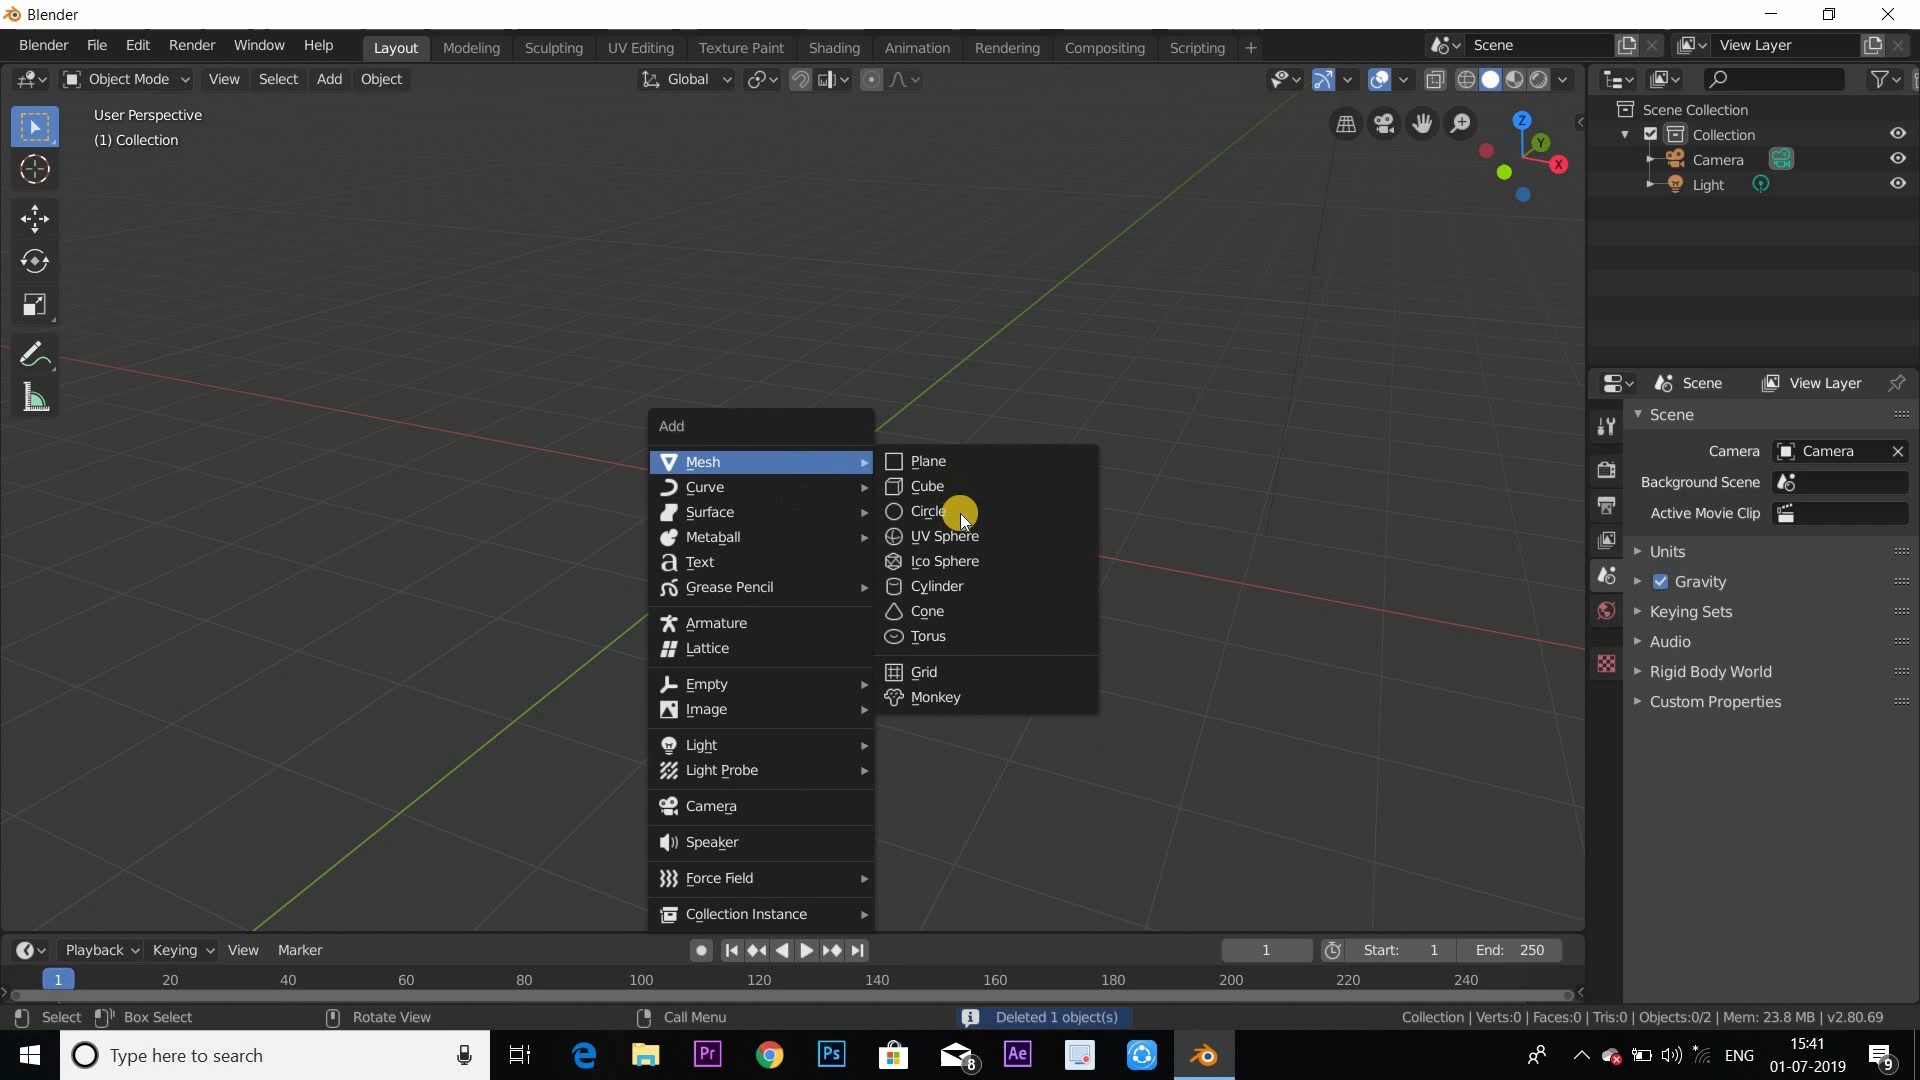 Blender
Blender File Edit Render Window Help Layout Modeling Sculpting UV Editing Texture Paint Shading Animation Rendering Compositing Scripting + Scene View Layer
Object Mode View Select Add Object Global
User Perspective
(1) Collection
Z
Y
X
Scene Collection
Collection
Camera
Light
Scene View Layer
Scene
Camera Camera
Background Scene
Active Movie Clip
Units
Gravity
Keying Sets
Audio
Rigid Body World
Custom Properties
Add
Mesh
Curve
Surface
Metaball
Text
Grease Pencil
Armature
Lattice
Empty
Image
Light
Light Probe
Camera
Speaker
Force Field
Collection Instance
Plane
Cube
Circle
UV Sphere
Ico Sphere
Cylinder
Cone
Torus
Grid
Monkey
Playback Keying View Marker 1 Start: 1 End: 250
1 20 40 60 80 100 120 140 160 180 200 220 240
Select Box Select Rotate View Call Menu Deleted 1 object(s) Collection | Verts:0 | Faces:0 | Tris:0 | Objects:0/2 | Mem: 23.8 MB | v2.80.69
Type here to search Pr Ps 8 Ae ENG 15:41
01-07-2019 9